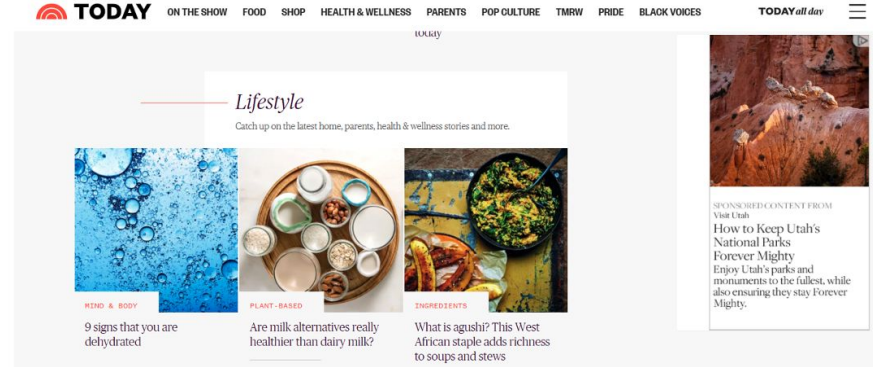 TODAY
ON THE SHOW FOOD SHOP HEALTH & WELLNESS PARENTS POP CULTURE TMRW PRIDE BLACK VOICES
TODAY all day
today
Lifestyle
Catch up on the latest home, parents, health & wellness stories and more.
MIND & BODY
9 signs that you are
dehydrated
PLANT-BASED
Are milk alternatives really
healthier than dairy milk?
INGREDIENTS
What is agushi? This West
African staple adds richness
to soups and stews
SPONSORED CONTENT FROM
Visit Utah
How to Keep Utah's
National Parks
Forever Mighty
Enjoy Utah's parks and
monuments to the fullest, while
also ensuring they stay Forever
Mighty.